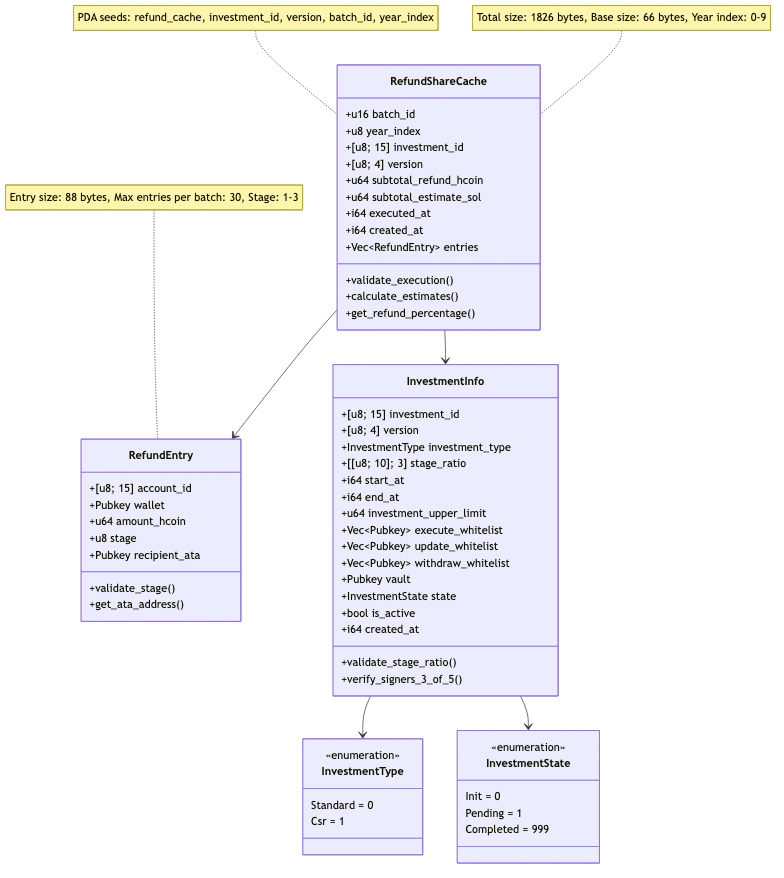 PDA seeds: refund_cache, investment_id, version, batch_id, year_index
Total size: 1826 bytes, Base size: 66 bytes, Year index: 0-9
RefundShareCache
+u16 batch_id
+u8 year_index
+[u8; 15] investment_id
+[u8; 4] version
+u64 subtotal_refund_hcoin
+u64 subtotal_estimate_sol
+i64 executed_at
+i64 created_at
+Vec<RefundEntry> entries
+validate_execution()
+calculate_estimates()
+get_refund_percentage()
Entry size: 88 bytes, Max entries per batch: 30, Stage: 1-3
InvestmentInfo
+[u8; 15] investment_id
+[u8; 4] version
+InvestmentType investment_type
+[[u8; 10]; 3] stage_ratio
+i64 start_at
+i64 end_at
+u64 investment_upper_limit
+Vec<Pubkey> execute_whitelist
+Vec<Pubkey> update_whitelist
+Vec<Pubkey> withdraw_whitelist
+Pubkey vault
+InvestmentState state
+bool is_active
+i64 created_at
+validate_stage_ratio()
+verify_signers_3_of_5()
RefundEntry
+[u8; 15] account_id
+Pubkey wallet
+u64 amount_hcoin
+u8 stage
+Pubkey recipient_ata
+validate_stage()
+get_ata_address()
«enumeration»
InvestmentType
Standard = 0
Csr = 1
«enumeration»
InvestmentState
Init = 0
Pending = 1
Completed = 999